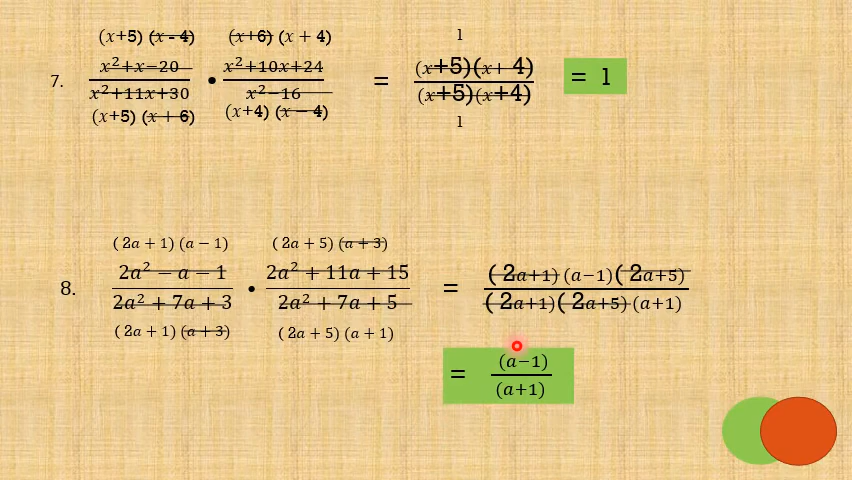 (x+5) (x - 4) (x+6) (x + 4) 1
7. x²+x−20 / x²+11x+30 • x²+10x+24 / x²−16 = (x+5)(x+4) / (x+5)(x+4) = 1
(x+5) (x + 6) (x+4) (x − 4) 1
( 2a + 1) (a − 1) (2a + 5) (a + 3)
8. 2a² − a − 1 / 2a² + 7a + 3 • 2a² + 11a + 15 / 2a² + 7a + 5 = ( 2a+1) (a−1)( 2a+5) / ( 2a+1)( 2a+5) (a+1)
( 2a + 1) (a + 3) (2a + 5) (a + 1)
= (a−1) / (a+1)